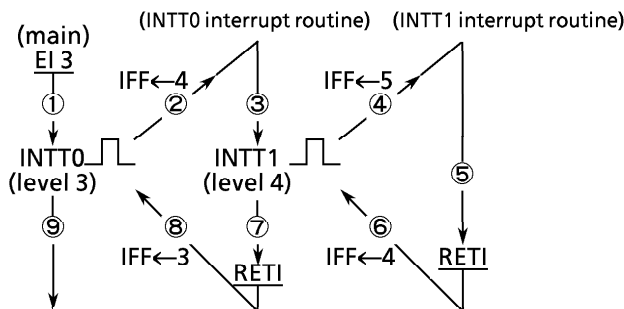 (main)
EI 3
①
INTT0
(level 3)
⑨
(INTT0 interrupt routine)
IFF←4
②
③
INTT1
(level 4)
⑦
RETI
⑧
IFF←3
(INTT1 interrupt routine)
IFF←5
④
⑤
RETI
⑥
IFF←4